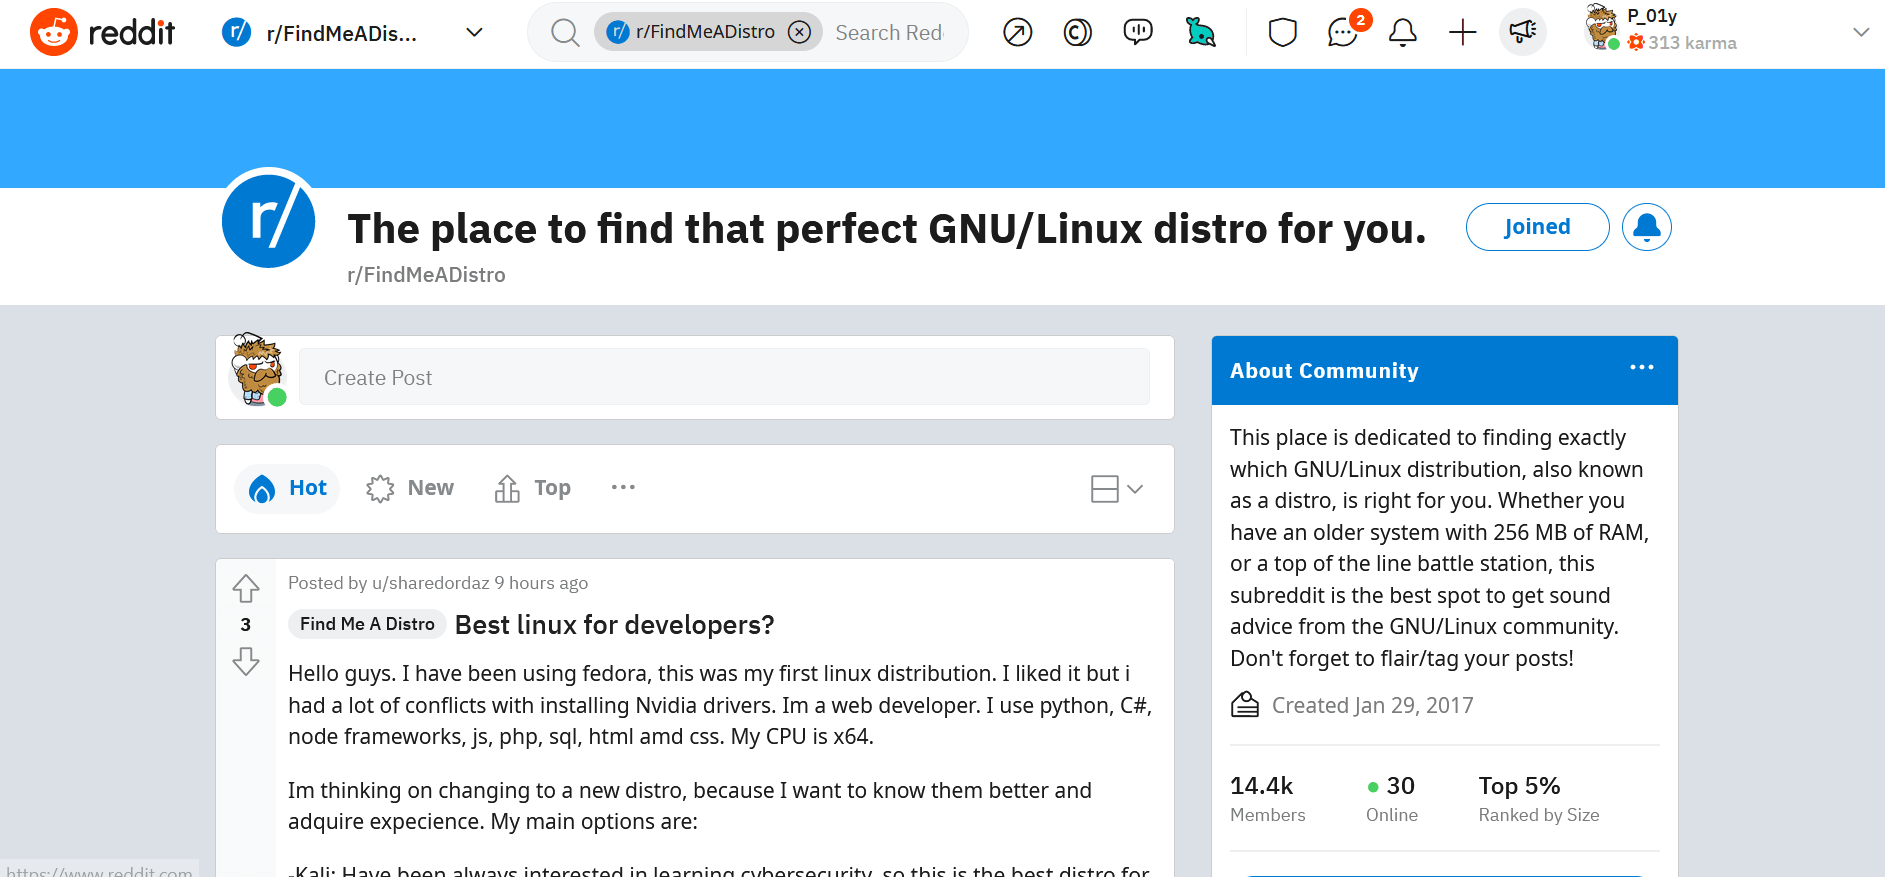 reddit
r/FindMeADis...
r/FindMeADistro
Search Red
2
P_01y
313 karma
r/
The place to find that perfect GNU/Linux distro for you.
r/FindMeADistro
Joined
Create Post
Hot
New
Top
Posted by u/sharedordaz 9 hours ago
3
Find Me A Distro
Best linux for developers?
Hello guys. I have been using fedora, this was my first linux distribution. I liked it but i
had a lot of conflicts with installing Nvidia drivers. Im a web developer. I use python, C#,
node frameworks, js, php, sql, html amd css. My CPU is x64.
Im thinking on changing to a new distro, because I want to know them better and
adquire expecience. My main options are:
-Kali: Have been always interested in learning cybersecurity, so this is the best distro for
About Community
This place is dedicated to finding exactly
which GNU/Linux distribution, also known
as a distro, is right for you. Whether you
have an older system with 256 MB of RAM,
or a top of the line battle station, this
subreddit is the best spot to get sound
advice from the GNU/Linux community.
Don't forget to flair/tag your posts!
Created Jan 29, 2017
14.4k
Members
30
Online
Top 5%
Ranked by Size
https://www.reddit.com